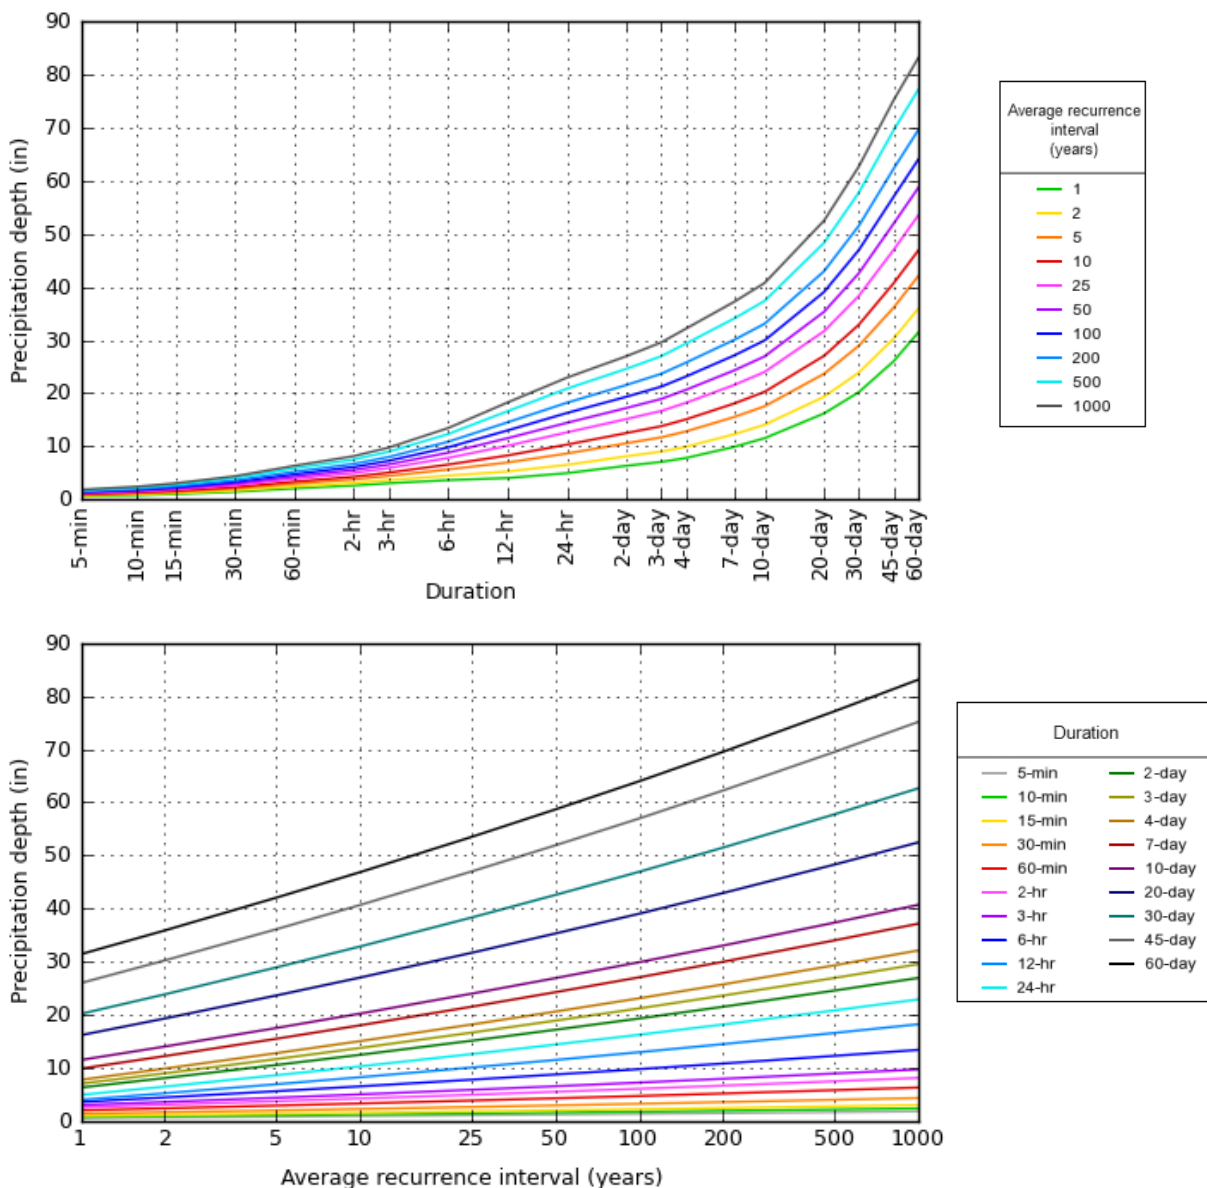 90
80
70
60
50
40
30
20
10
0
Precipitation depth (in)
5-min
10-min
15-min
30-min
60-min
2-hr
3-hr
6-hr
12-hr
24-hr
2-day
3-day
4-day
7-day
10-day
20-day
30-day
45-day
60-day
Duration
Average recurrence
interval
(years)
1
2
5
10
25
50
100
200
500
1000
90
80
70
60
50
40
30
20
10
0
Precipitation depth (in)
1 2 5 10 25 50 100 200 500 1000
Average recurrence interval (years)
Duration
5-min 2-day
10-min 3-day
15-min 4-day
30-min 7-day
60-min 10-day
2-hr 20-day
3-hr 30-day
6-hr 45-day
12-hr 60-day
24-hr